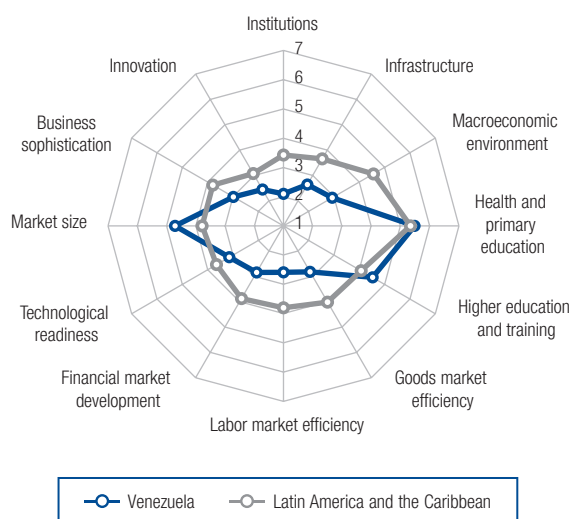 Institutions
7
6
5
4
3
2
1
Infrastructure
Macroeconomic
environment
Health and
primary
education
Higher education
and training
Goods market
efficiency
Labor market efficiency
Financial market
development
Technological
readiness
Market size
Business
sophistication
Innovation
Venezuela
Latin America and the Caribbean